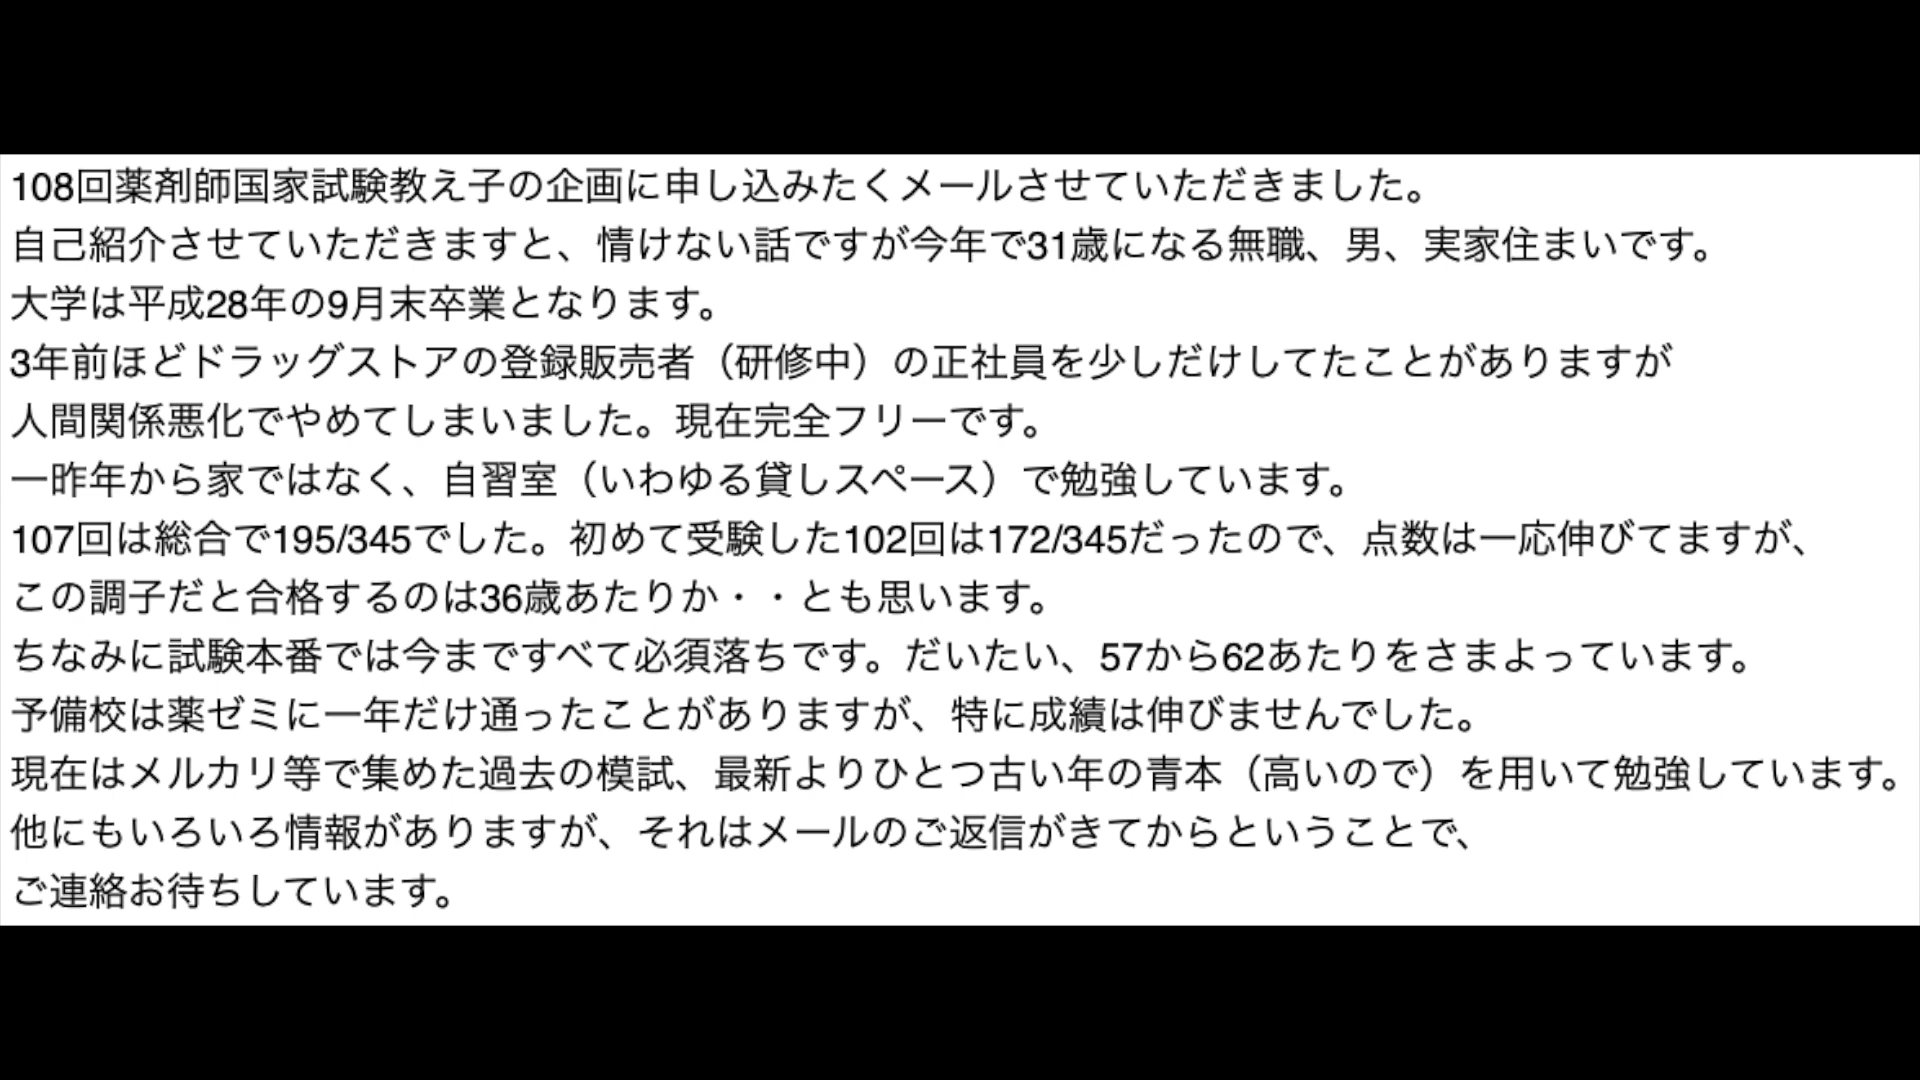 108回薬剤師国家試験教え子の企画に申し込みたくメールさせていただきました。
自己紹介させていただきますと、情けない話ですが今年で31歳になる無職、男、実家住まいです。
大学は平成28年の9月末卒業となります。
3年前ほどドラッグストアの登録販売者（研修中）の正社員を少しだけしてたことがありますが
人間関係悪化でやめてしまいました。現在完全フリーです。
一昨年から家ではなく、自習室（いわゆる貸しスペース）で勉強しています。
107回は総合で195/345でした。初めて受験した102回は172/345だったので、点数は一応伸びてますが、
この調子だと合格するのは36歳あたりか・・とも思います。
ちなみに試験本番では今まですべて必須落ちです。だいたい、57から62あたりをさまよっています。
予備校は薬ゼミに一年だけ通ったことがありますが、特に成績は伸びませんでした。
現在はメルカリ等で集めた過去の模試、最新よりひとつ古い年の青本（高いので）を用いて勉強しています。
他にもいろいろ情報がありますが、それはメールのご返信がきてからということで、
ご連絡お待ちしています。